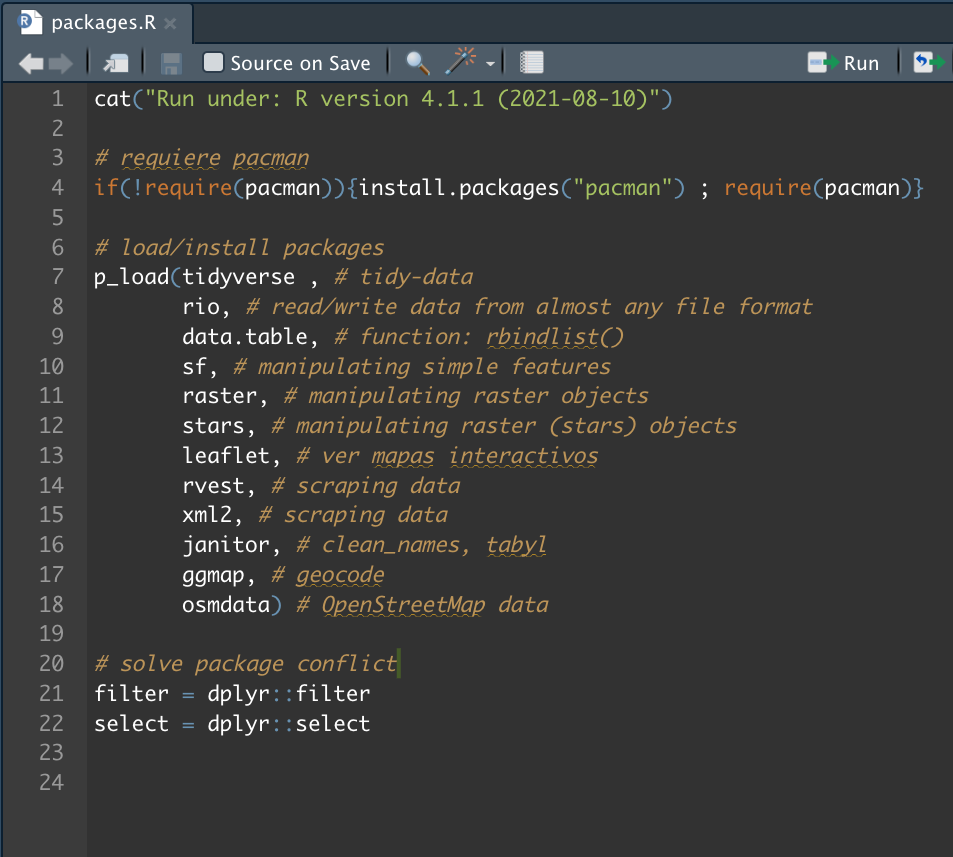 packages.R
Source on Save
Run
1 cat("Run under: R version 4.1.1 (2021-08-10)")
2
3 # requiere pacman
4 if(!require(pacman)){install.packages("pacman") ; require(pacman)}
5
6 # load/install packages
7 p_load(tidyverse , # tidy-data
8 rio, # read/write data from almost any file format
9 data.table, # function: rbindlist()
10 sf, # manipulating simple features
11 raster, # manipulating raster objects
12 stars, # manipulating raster (stars) objects
13 leaflet, # ver mapas interactivos
14 rvest, # scraping data
15 xml2, # scraping data
16 janitor, # clean_names, tabyl
17 ggmap, # geocode
18 osmdata) # OpenStreetMap data
19
20 # solve package conflict
21 filter = dplyr::filter
22 select = dplyr::select
23
24